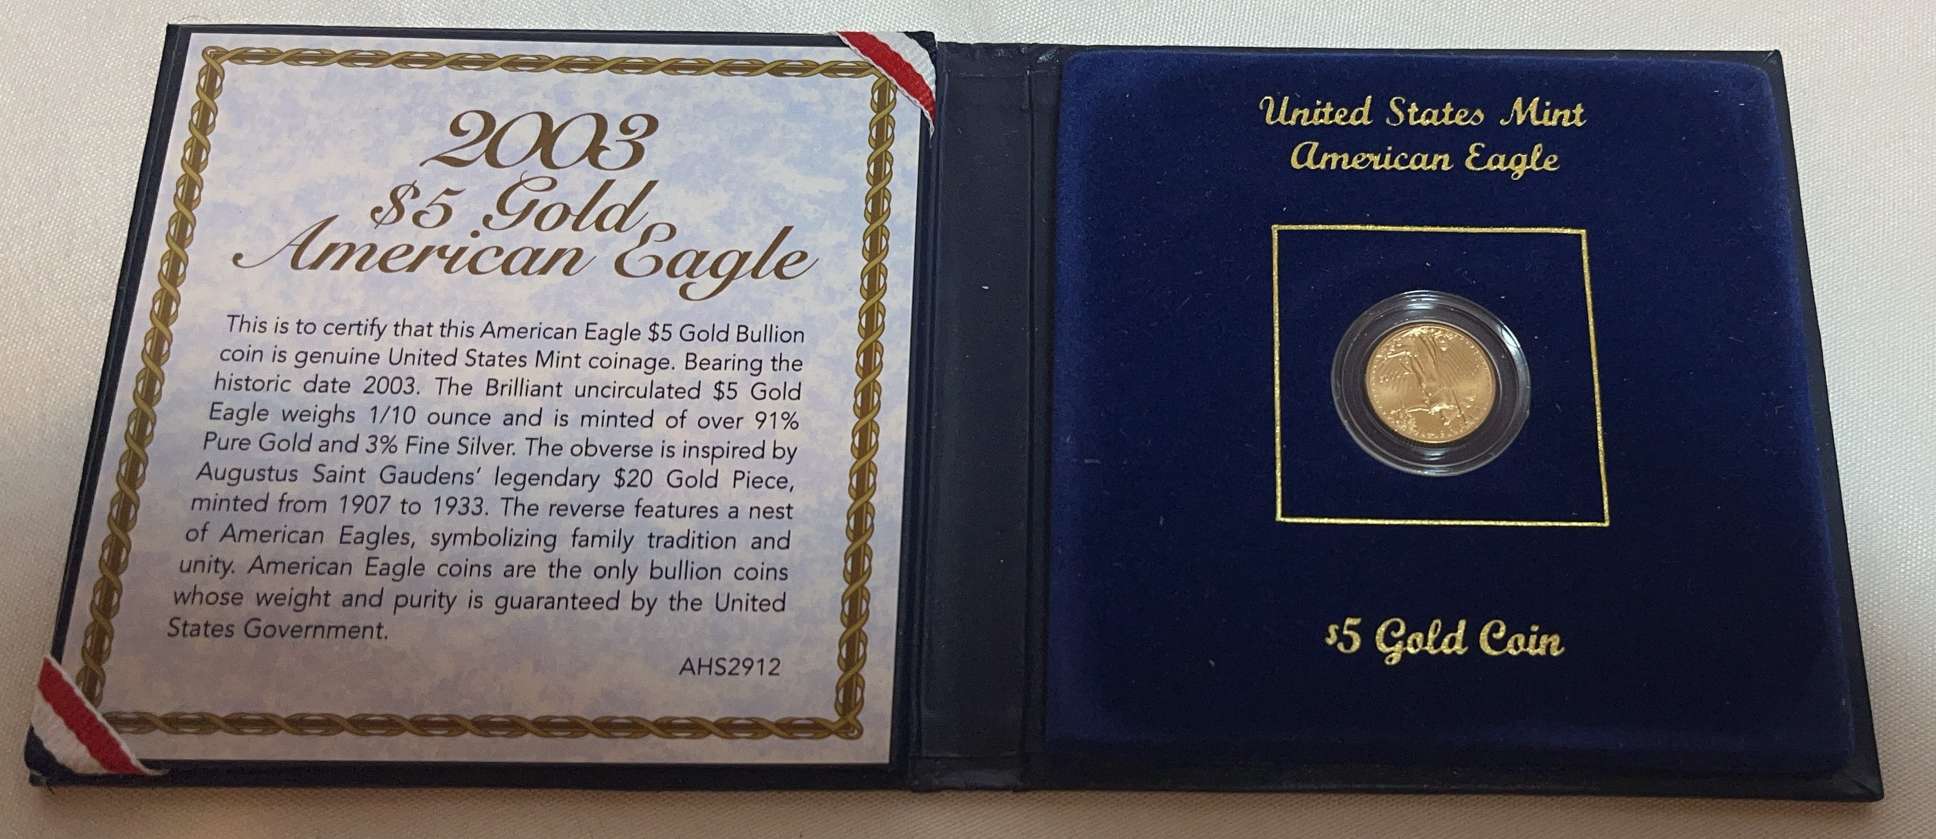 2003
$5 Gold
American Eagle
This is to certify that this American Eagle $5 Gold Bullion
coin is genuine United States Mint coinage. Bearing the
historic date 2003. The Brilliant uncirculated $5 Gold
Eagle weighs 1/10 ounce and is minted of over 91%
Pure Gold and 3% Fine Silver. The obverse is inspired by
Augustus Saint Gaudens' legendary $20 Gold Piece,
minted from 1907 to 1933. The reverse features a nest
of American Eagles, symbolizing family tradition and
unity. American Eagle coins are the only bullion coins
whose weight and purity is guaranteed by the United
States Government.
AHS2912
United States Mint
American Eagle
$5 Gold Coin